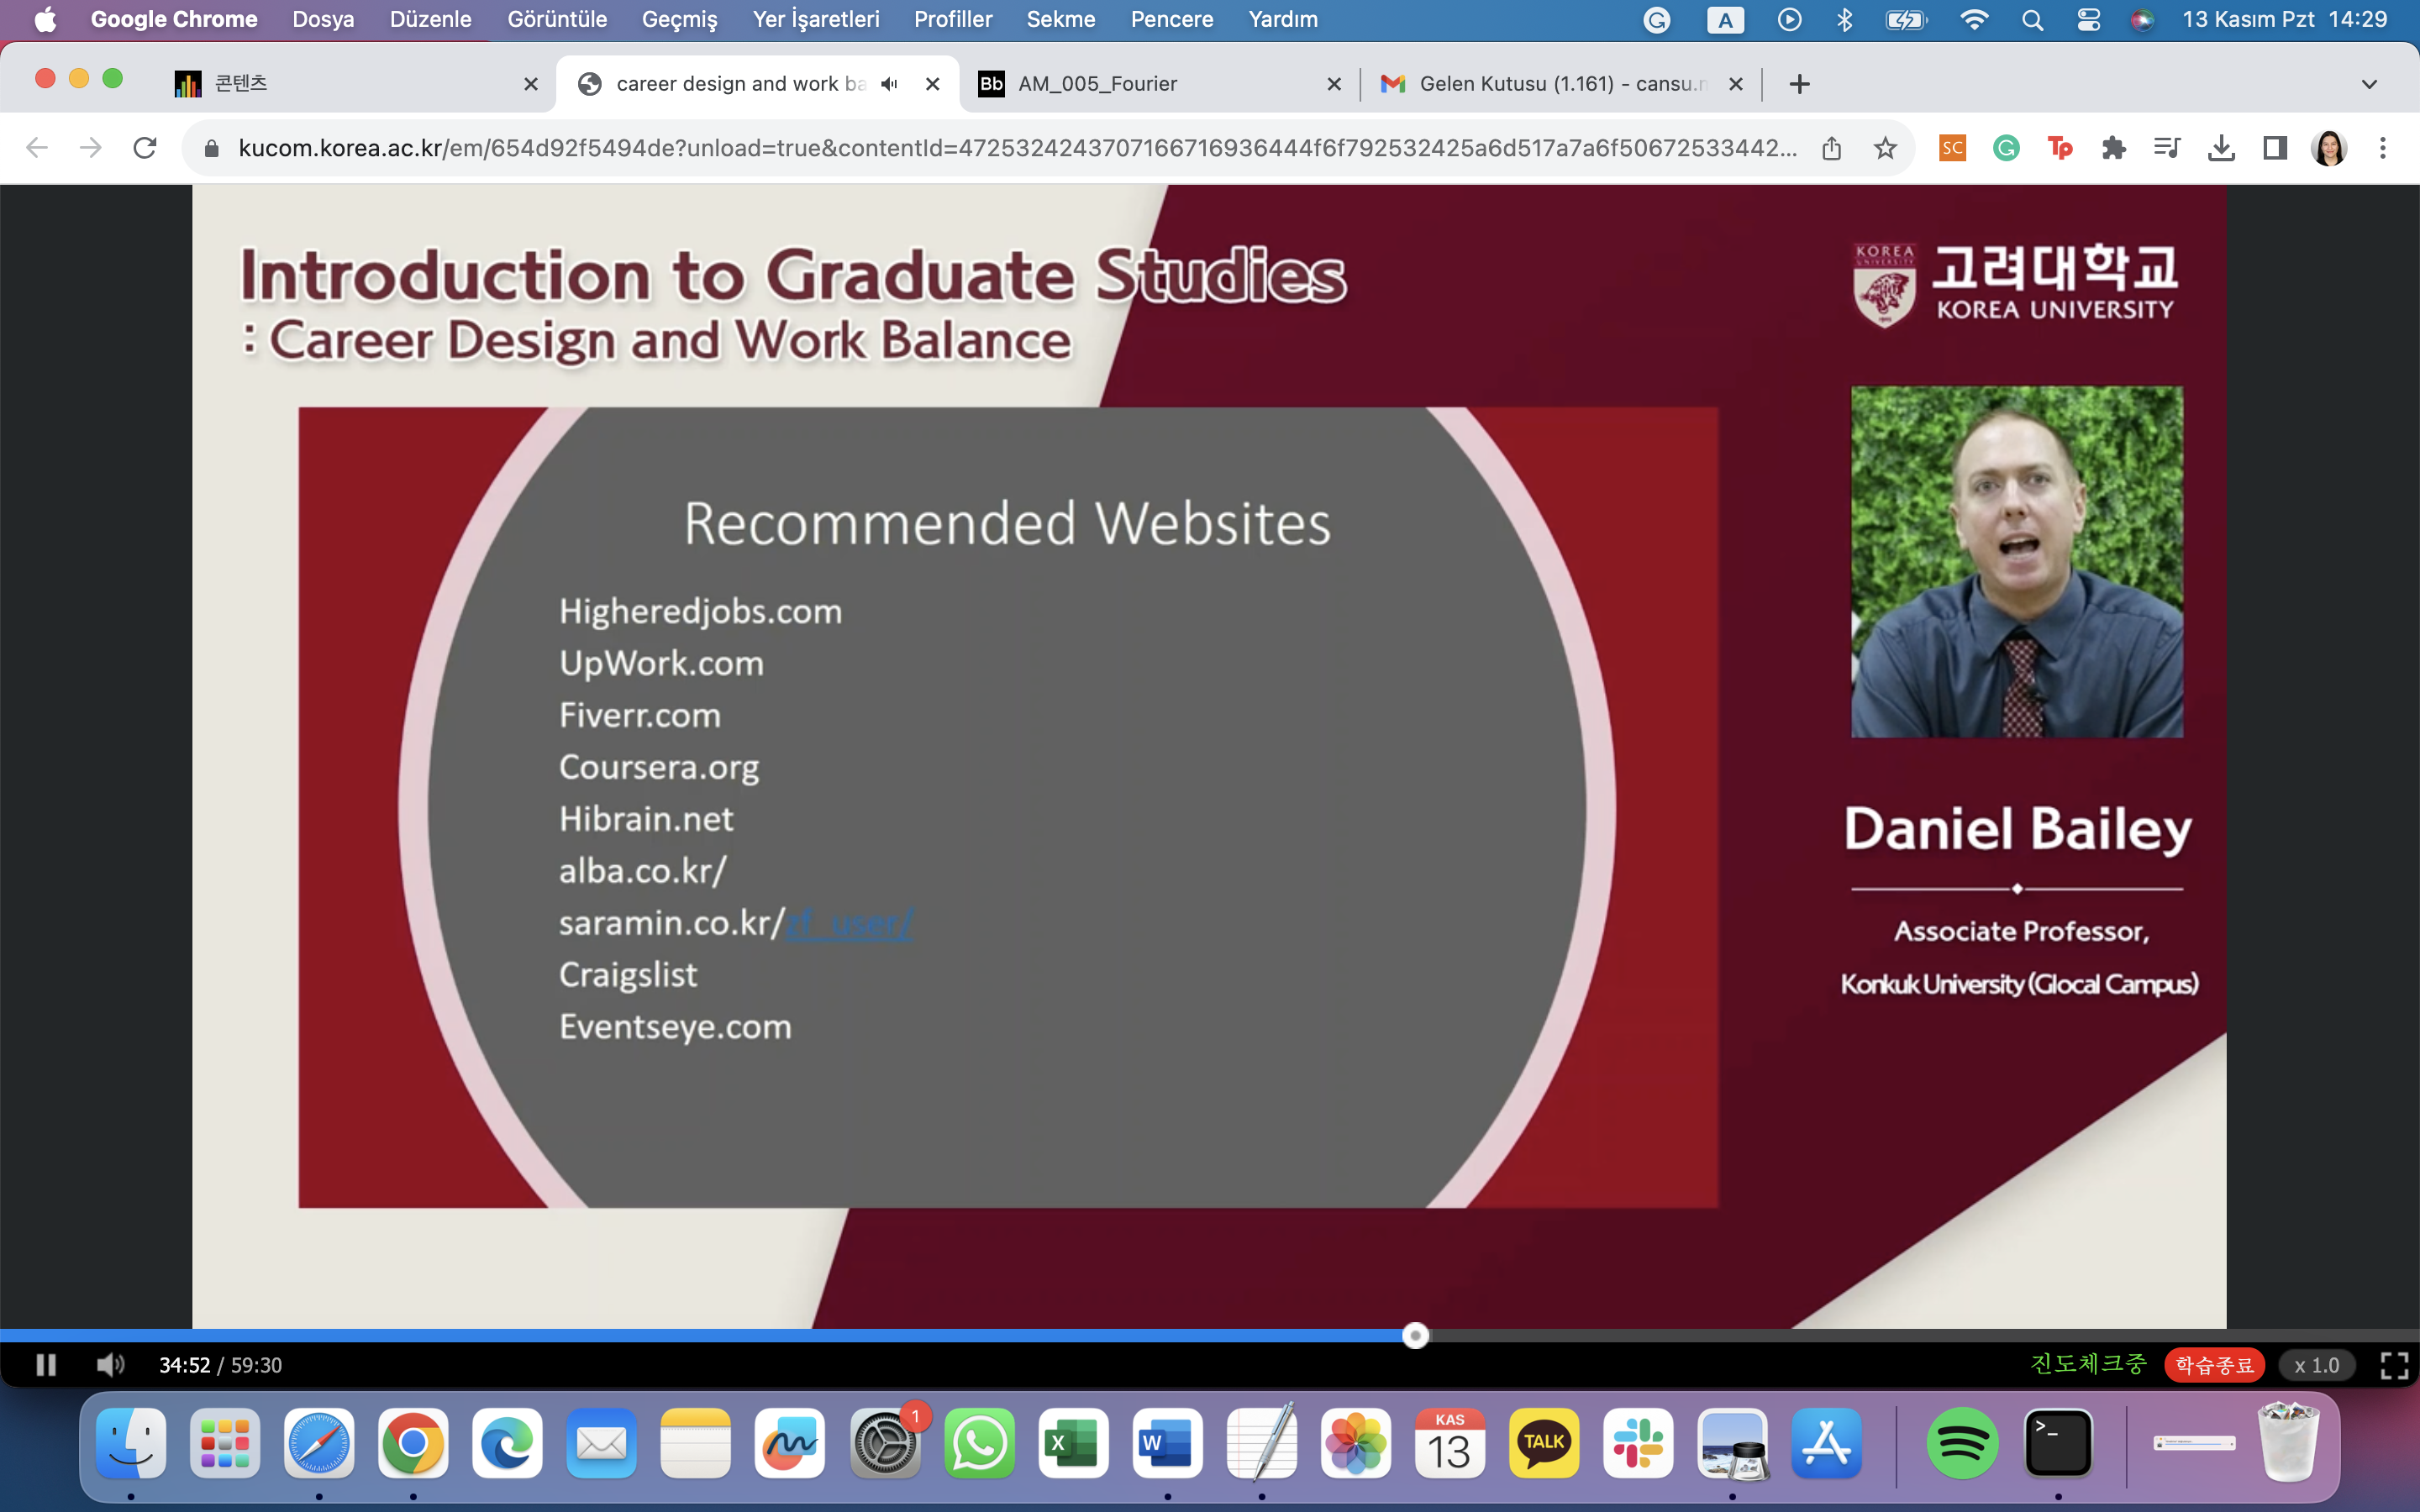 Google Chrome Dosya Düzenle Görüntüle Geçmiş Yer İşaretleri Profiller Sekme Pencere Yardım A 13 Kasım Pzt 14:29
콘텐츠 career design and work ba Bb AM_005_Fourier Gelen Kutusu (1.161) - cansu.n
kucom.korea.ac.kr/em/654d92f5494de?unload=true&contentId=4725324243707166716936444f6f792532425a6d517a7a6f50672533442... SC Tp
Introduction to Graduate Studies
: Career Design and Work Balance
KOREA
UNIVERSITY
고려대학교
KOREA UNIVERSITY
1905
Recommended Websites
Higheredjobs.com
UpWork.com
Fiverr.com
Coursera.org
Hibrain.net
alba.co.kr/
saramin.co.kr/zf_user/
Craigslist
Eventseye.com
Daniel Bailey
Associate Professor,
Konkuk University (Glocal Campus)
34:52 / 59:30 진도체크중 학습종료 x 1.0
1
X W KAS 13 TALK >_